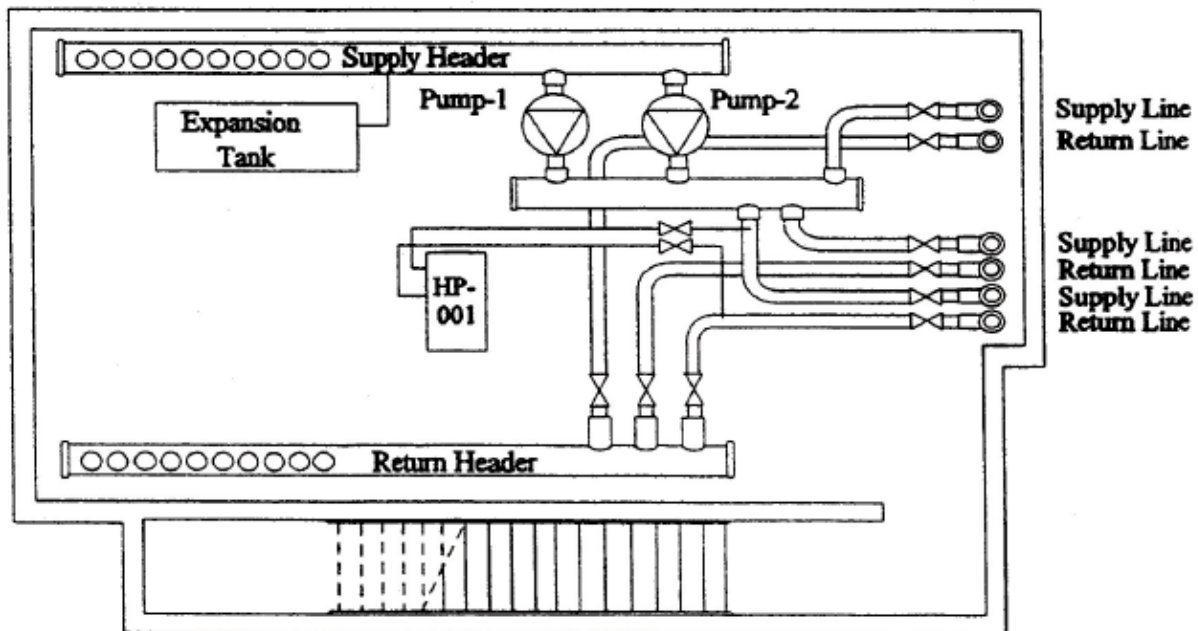 Supply Header
Pump-1
Pump-2
Supply Line
Return Line
Expansion
Tank
Supply Line
Return Line
Supply Line
Return Line
HP-
001
Return Header